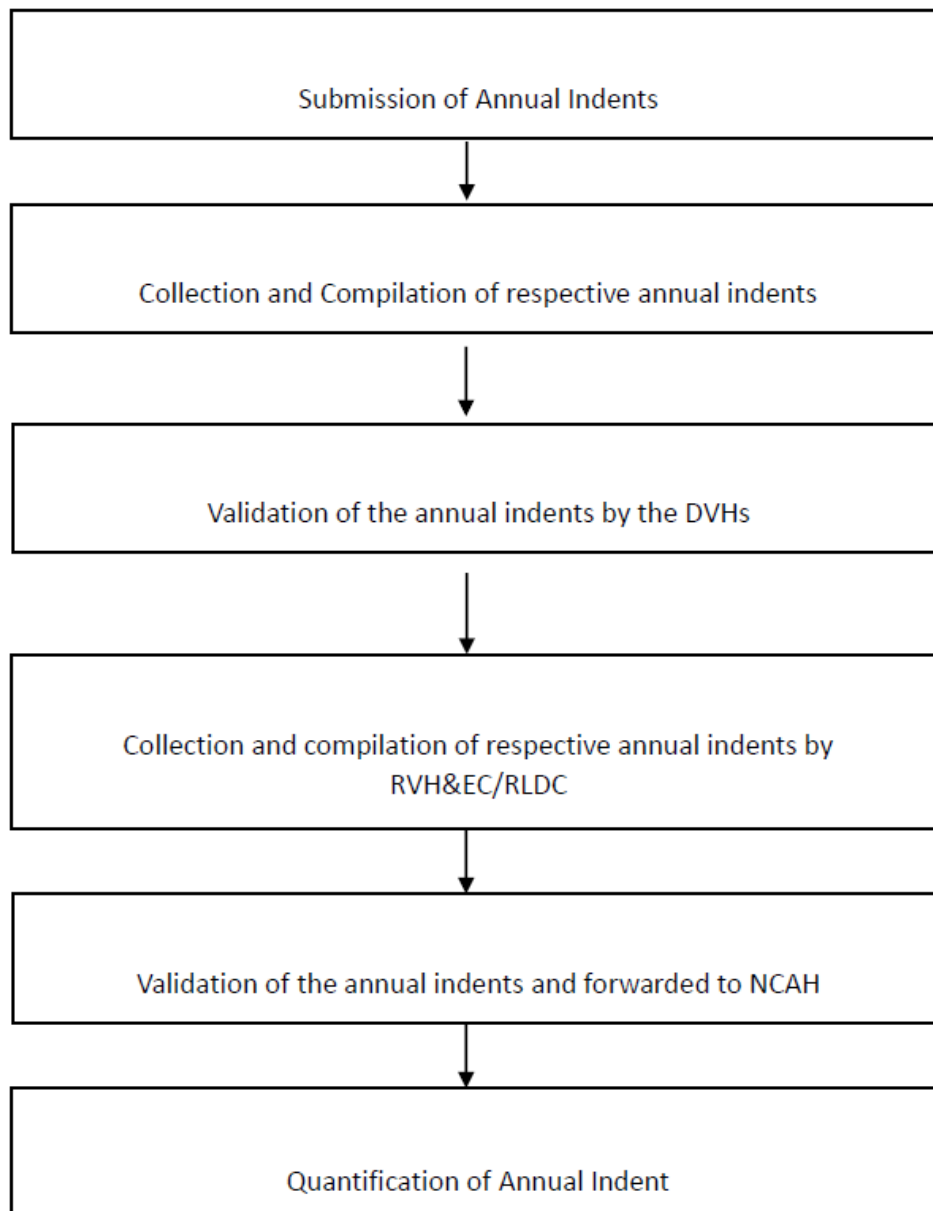 Submission of Annual Indents
Collection and Compilation of respective annual indents
Validation of the annual indents by the DVHs
Collection and compilation of respective annual indents by
RVH&EC/RLDC
Validation of the annual indents and forwarded to NCAH
Quantification of Annual Indent